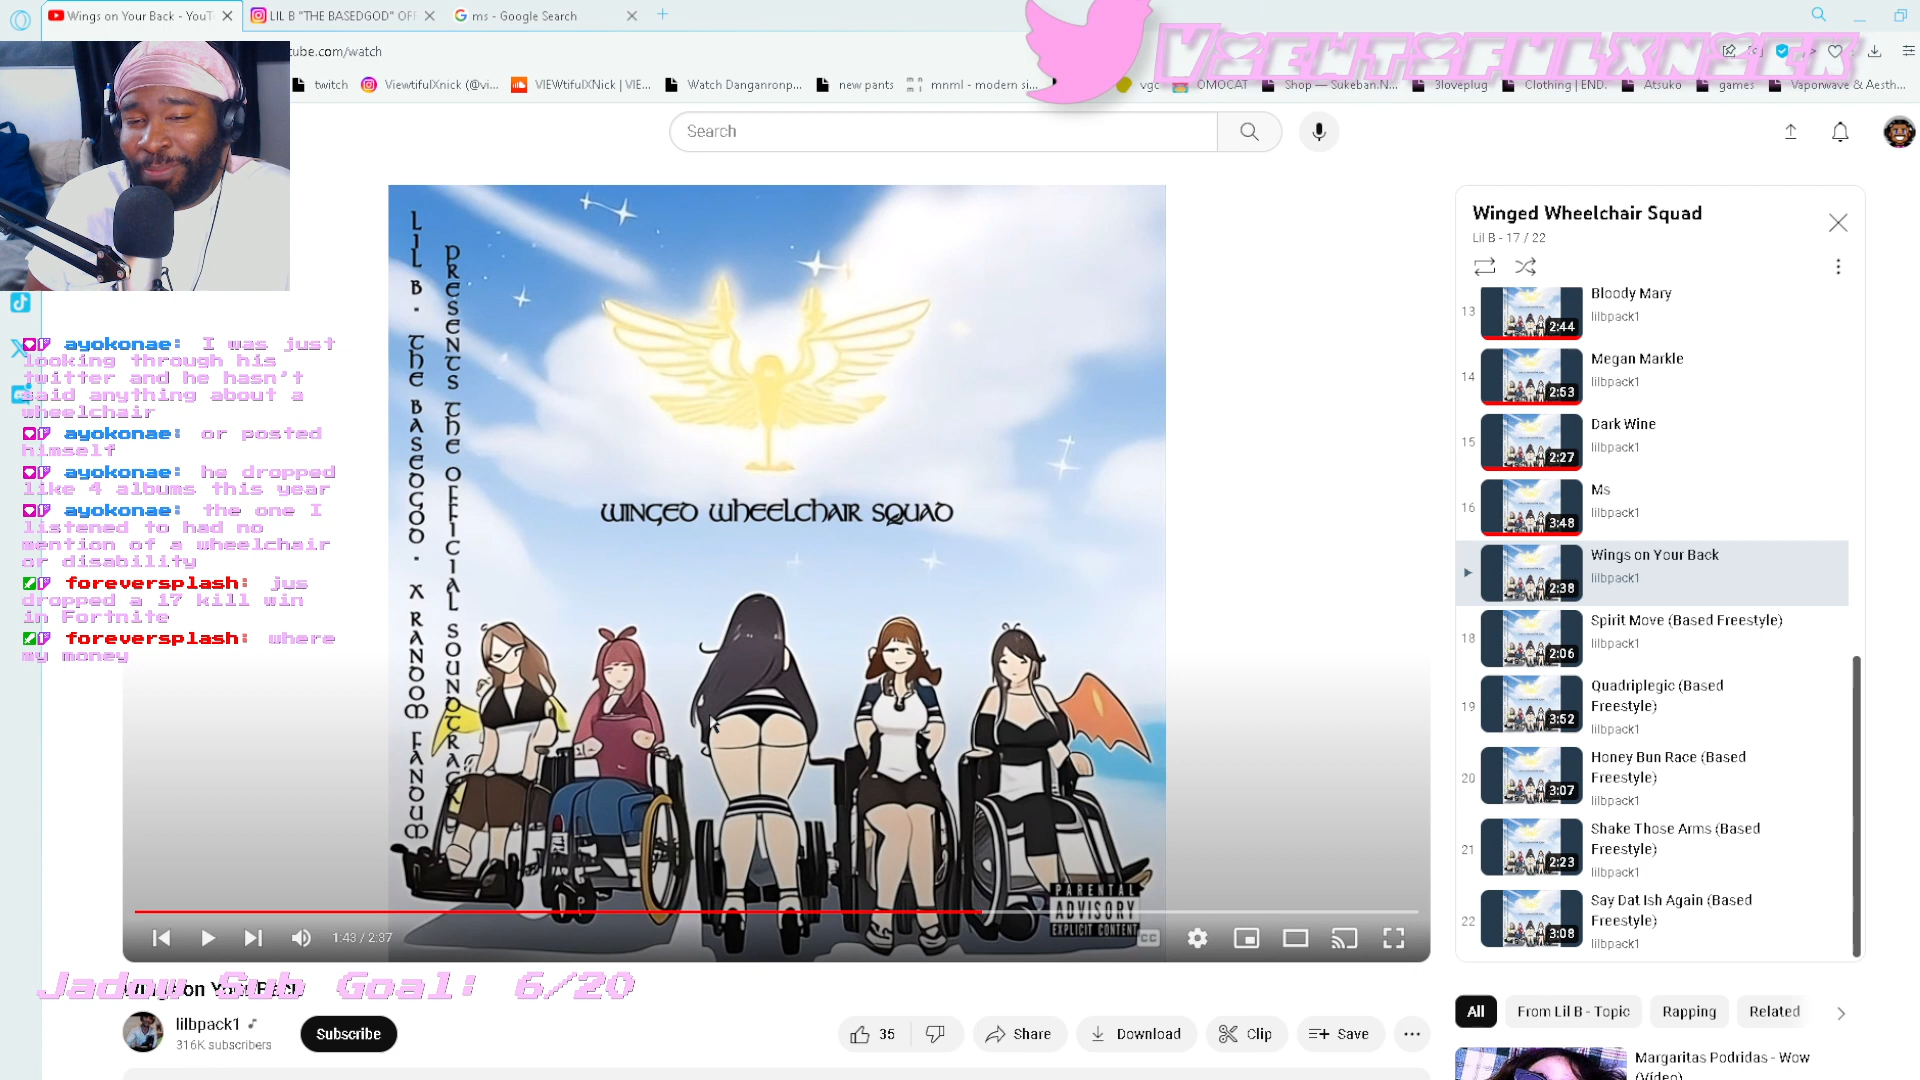 Wings on Your Back - YouT
LIL B "THE BASEDGOD" OFF
ms - Google Search
tube.com/watch
twitch
ViewtifulXnick (@vi...
VIEWtifulXNick | VIE...
Watch Danganronp...
new pants
mnml - modern si...
vgc
OMOCAT
Shop — Sukeban.N...
3loveplug
Clothing | END.
Atsuko
games
Vaporwave & Aesth...
Search
LIL B - THE BASEDGOD - X RANDOM FANDUM
PRESENTS THE OFFICIAL SOUNDTRACK
WINGED WHEELCHAIR SQUAD
PARENTAL
ADVISORY
EXPLICIT CONTENT
ayokonae: I was just
looking through his
twitter and he hasn't
said anything about a
wheelchair
ayokonae: or posted
himself
ayokonae: he dropped
like 4 albums this year
ayokonae: the one I
listened to had no
mention of a wheelchair
or disability
foreversplash: jus
dropped a 17 kill win
in Fortnite
foreversplash: where
my money
1:43 / 2:37
CC
Jadow Sub Goal: 6/20
lilbpack1
316K subscribers
Subscribe
35
Share
Download
Clip
Save
Winged Wheelchair Squad
Lil B - 17 / 22
13
Bloody Mary
lilbpack1
2:44
14
Megan Markle
lilbpack1
2:53
15
Dark Wine
lilbpack1
2:27
16
Ms
lilbpack1
3:48
Wings on Your Back
lilbpack1
2:38
18
Spirit Move (Based Freestyle)
lilbpack1
2:06
19
Quadriplegic (Based
Freestyle)
lilbpack1
3:52
20
Honey Bun Race (Based
Freestyle)
lilbpack1
3:07
21
Shake Those Arms (Based
Freestyle)
lilbpack1
2:23
22
Say Dat Ish Again (Based
Freestyle)
lilbpack1
3:08
All
From Lil B - Topic
Rapping
Related
Margaritas Podridas - Wow
(Video)